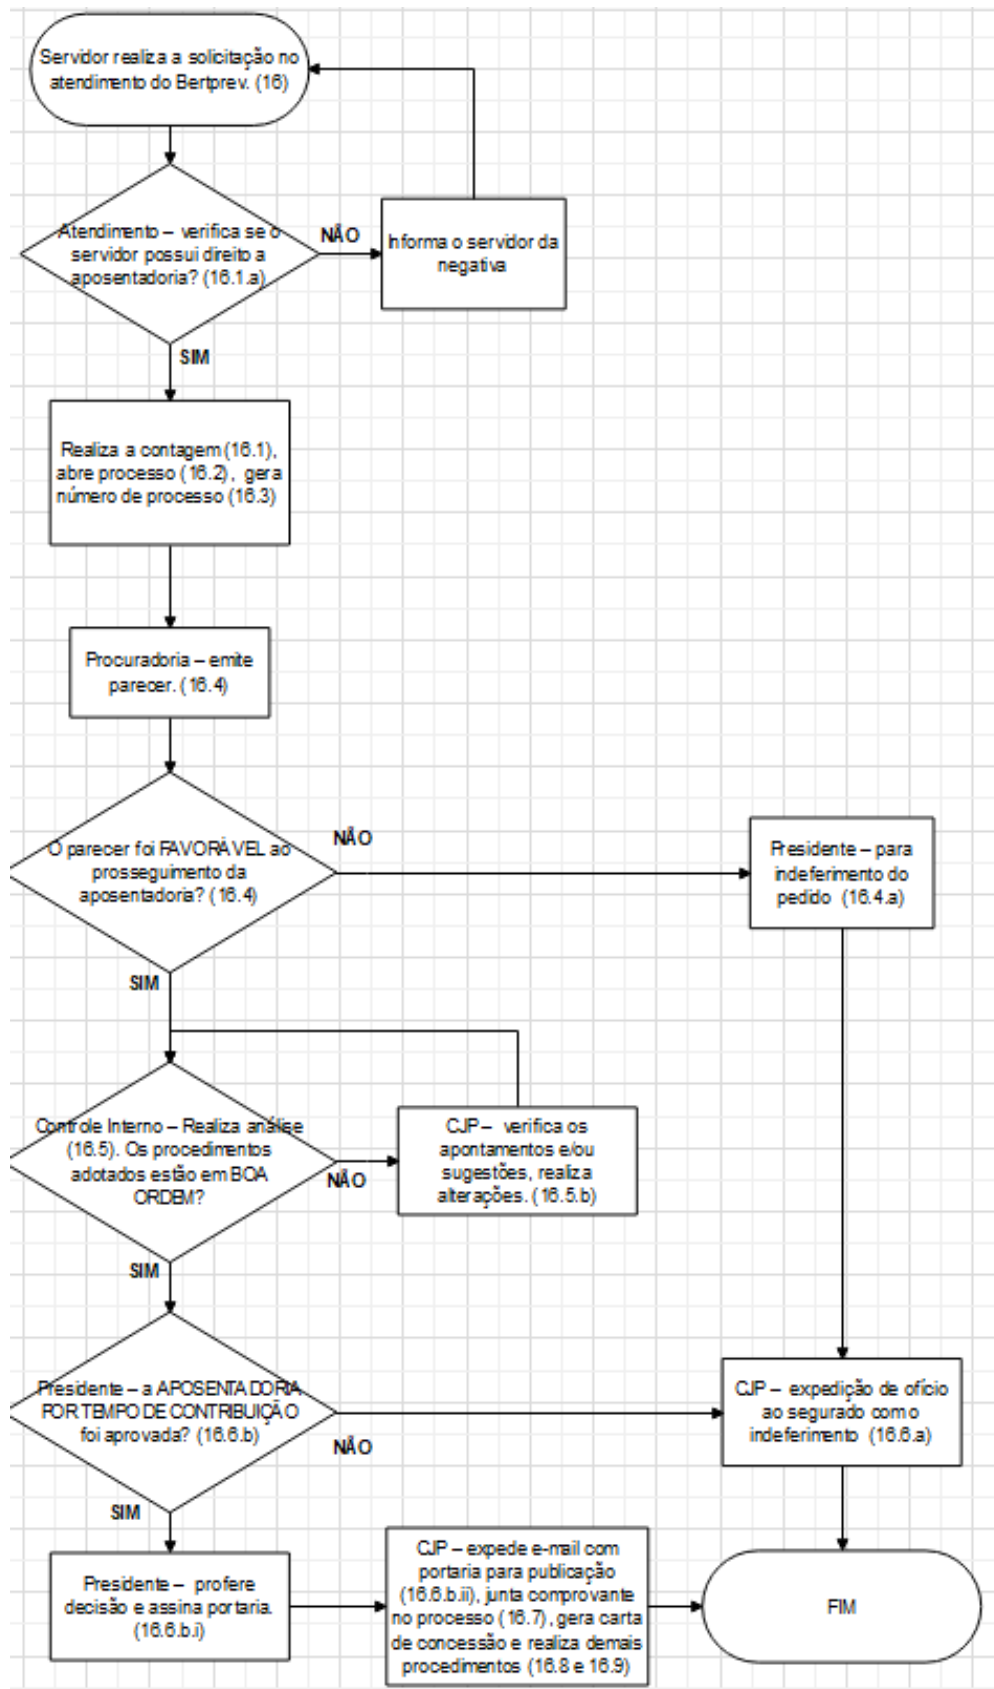 Servidor realiza a solicitação no
atendimento do Bertprev. (16)
Atendimento – verifica se o
servidor possui direito a
aposentadoria? (16.1.a)
NÃO
Informa o servidor da
negativa
SIM
Realiza a contagem (16.1),
abre processo (16.2), gera
número de processo (16.3)
Procuradoria – emite
parecer. (16.4)
O parecer foi FAVORÁVEL ao
prosseguimento da
aposentadoria? (16.4)
NÃO
Presidente – para
indeferimento do
pedido (16.4.a)
SIM
Controle Interno – Realiza análise
(16.5). Os procedimentos
adotados estão em BOA
ORDEM?
NÃO
CJP – verifica os
apontamentos e/ou
sugestões, realiza
alterações. (16.5.b)
SIM
Presidente – a APOSENTADORIA
POR TEMPO DE CONTRIBUIÇÃO
foi aprovada? (16.6.b)
NÃO
CJP – expedição de ofício
ao segurado com o
indeferimento (16.6.a)
SIM
Presidente – profere
decisão e assina portaria.
(16.6.b.i)
CJP – expede e-mail com
portaria para publicação
(16.6.b.ii), junta comprovante
no processo (16.7), gera carta
de concessão e realiza demais
procedimentos (16.8 e 16.9)
FIM